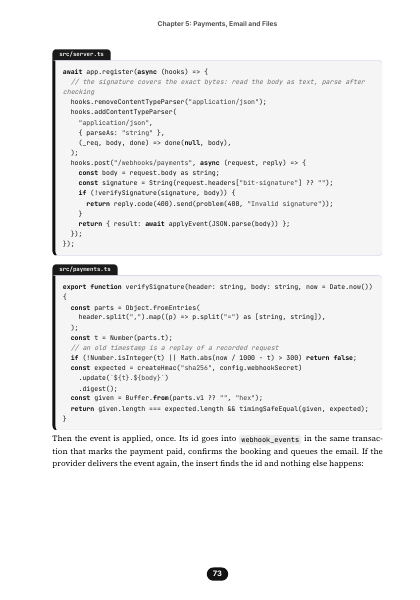 Chapter 5: Payments, Email and Files
src/server.ts
await app.register(async (hooks) => {
// the signature covers the exact bytes: read the body as text, parse after
checking
hooks.removeContentTypeParser("application/json");
hooks.addContentTypeParser(
"application/json",
{ parseAs: "string" },
(_req, body, done) => done(null, body),
);
hooks.post("/webhooks/payments", async (request, reply) => {
const body = request.body as string;
const signature = String(request.headers["bit-signature"] ?? "");
if (!verifySignature(signature, body)) {
return reply.code(400).send(problem(400, "Invalid signature"));
}
return { result: await applyEvent(JSON.parse(body)) };
});
});
src/payments.ts
export function verifySignature(header: string, body: string, now = Date.now())
{
const parts = Object.fromEntries(
header.split(",").map((p) => p.split("=") as [string, string]),
);
const t = Number(parts.t);
// an old timestamp is a replay of a recorded request
if (!Number.isInteger(t) || Math.abs(now / 1000 - t) > 300) return false;
const expected = createHmac("sha256", config.webhookSecret)
.update(`${t}.${body}`)
.digest();
const given = Buffer.from(parts.v1 ?? "", "hex");
return given.length === expected.length && timingSafeEqual(given, expected);
}
Then the event is applied, once. Its id goes into webhook_events in the same transac-
tion that marks the payment paid, confirms the booking and queues the email. If the
provider delivers the event again, the insert finds the id and nothing else happens:
73